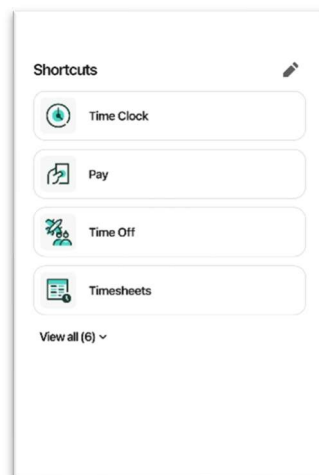 Shortcuts
Time Clock
Pay
Time Off
Timesheets
View all (6)